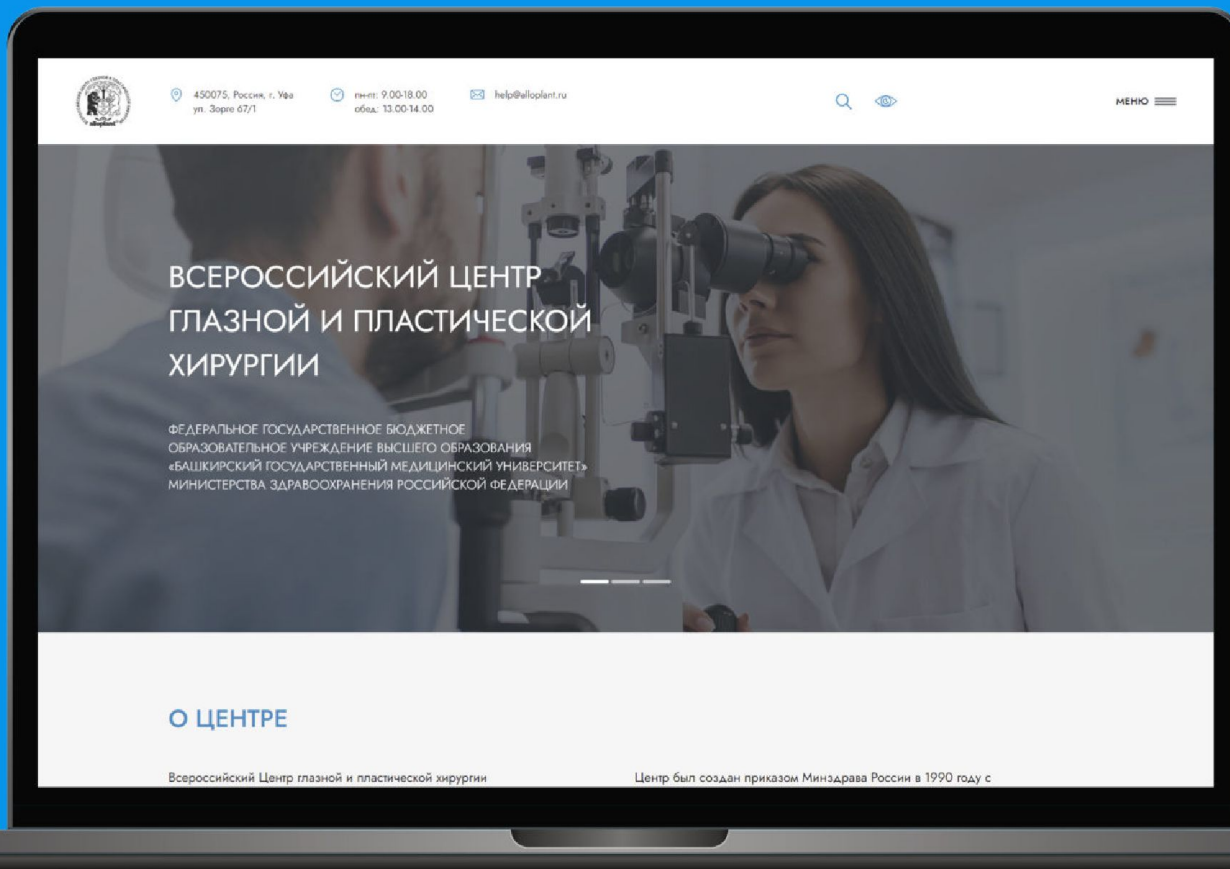 alloplant
450075, Россия, г. Уфа
ул. Зорге 67/1
пн-пт: 9.00-18.00
обед: 13.00-14.00
help@alloplant.ru
МЕНЮ
ВСЕРОССИЙСКИЙ ЦЕНТР
ГЛАЗНОЙ И ПЛАСТИЧЕСКОЙ
ХИРУРГИИ
ФЕДЕРАЛЬНОЕ ГОСУДАРСТВЕННОЕ БЮДЖЕТНОЕ
ОБРАЗОВАТЕЛЬНОЕ УЧРЕЖДЕНИЕ ВЫСШЕГО ОБРАЗОВАНИЯ
«БАШКИРСКИЙ ГОСУДАРСТВЕННЫЙ МЕДИЦИНСКИЙ УНИВЕРСИТЕТ»
МИНИСТЕРСТВА ЗДРАВООХРАНЕНИЯ РОССИЙСКОЙ ФЕДЕРАЦИИ
О ЦЕНТРЕ
Всероссийский Центр глазной и пластической хирургии
Центр был создан приказом Минздрава России в 1990 году с